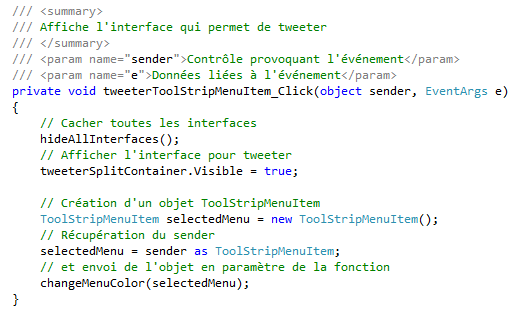 /// <summary>
/// Affiche l'interface qui permet de tweeter
/// </summary>
/// <param name="sender">Contrôle provoquant l'événement</param>
/// <param name="e">Données liées à l'événement</param>
private void tweeterToolStripMenuItem_Click(object sender, EventArgs e)
{
    // Cacher toutes les interfaces
    hideAllInterfaces();
    // Afficher l'interface pour tweeter
    tweeterSplitContainer.Visible = true;

    // Création d'un objet ToolStripMenuItem
    ToolStripMenuItem selectedMenu = new ToolStripMenuItem();
    // Récupération du sender
    selectedMenu = sender as ToolStripMenuItem;
    // et envoi de l'objet en paramètre de la fonction
    changeMenuColor(selectedMenu);
}